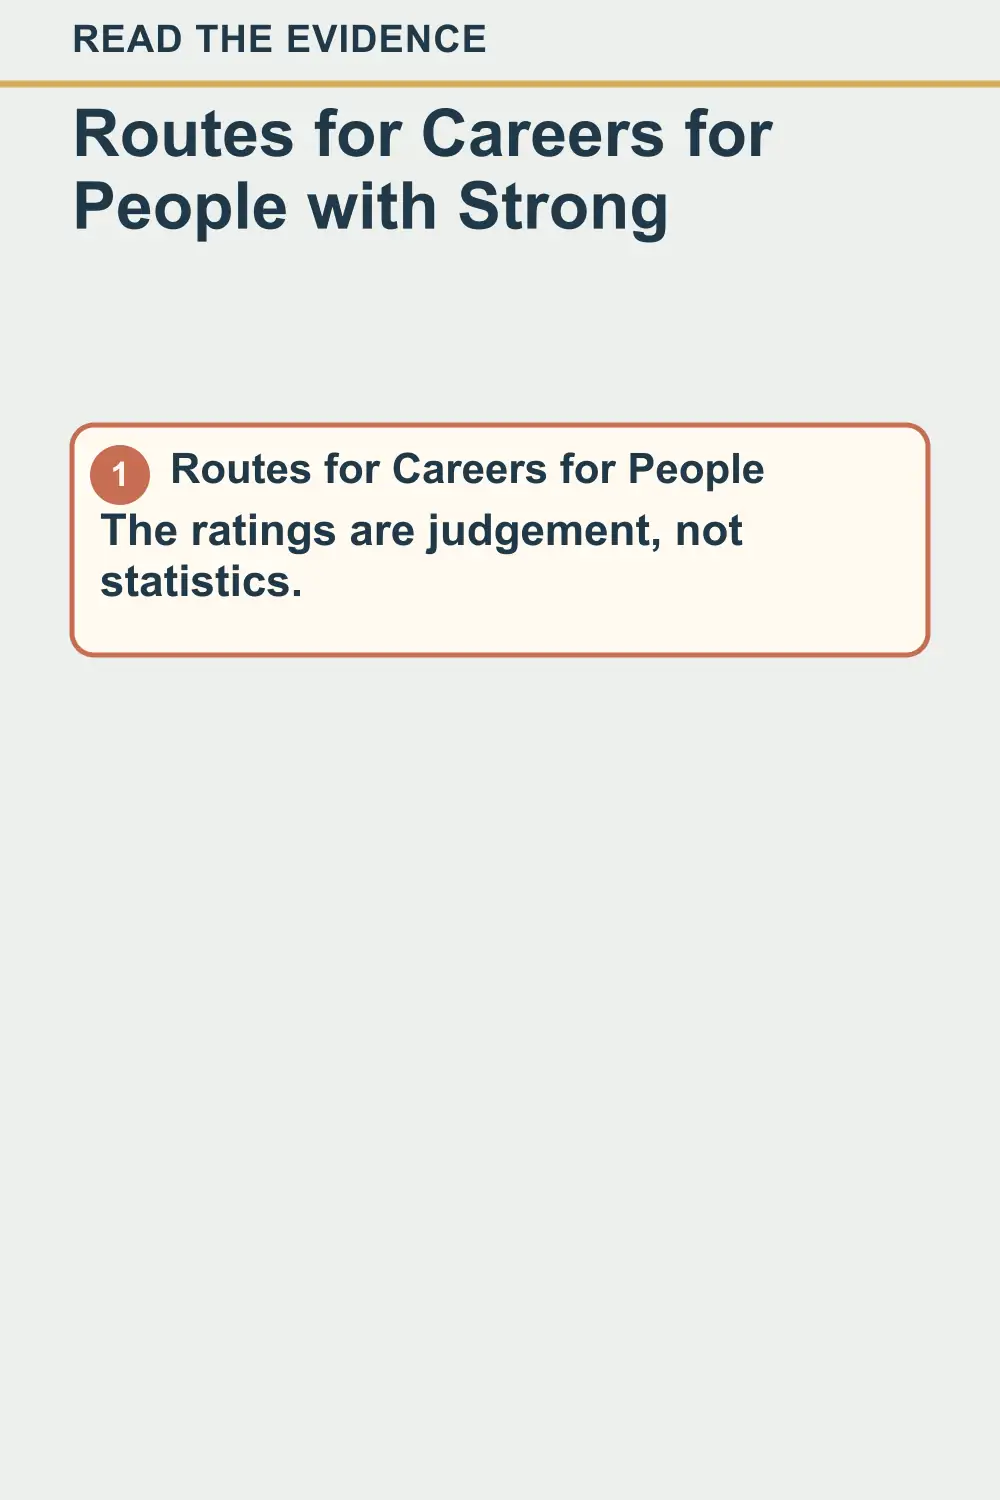 READ THE EVIDENCE
Routes for Careers for
People with Strong
1 Routes for Careers for People
The ratings are judgement, not
statistics.